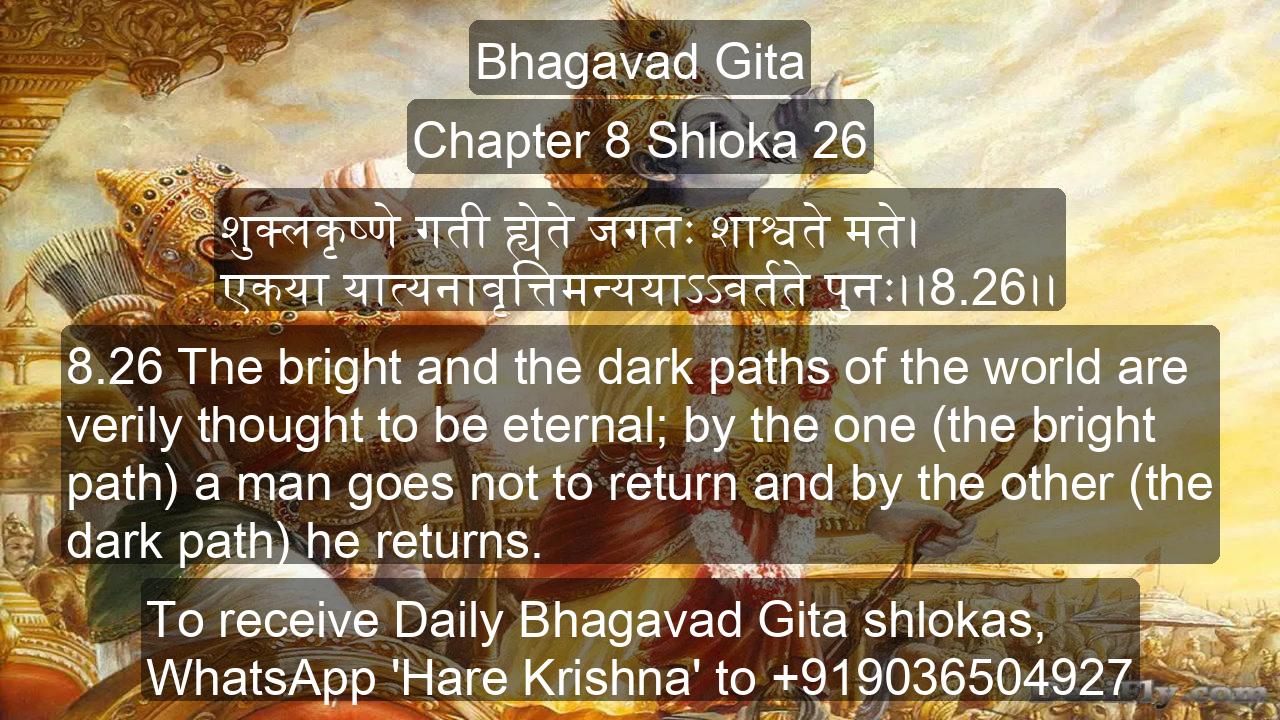 Bhagavad Gita
Chapter 8 Shloka 26
शुक्लकृष्णे गती ह्येते जगतः शाश्वते मते।
एकया यात्यनावृत्तिमन्ययाऽऽवर्तते पुनः।।8.26।।
8.26 The bright and the dark paths of the world are
verily thought to be eternal; by the one (the bright
path) a man goes not to return and by the other (the
dark path) he returns.
To receive Daily Bhagavad Gita shlokas,
WhatsApp 'Hare Krishna' to +919036504927